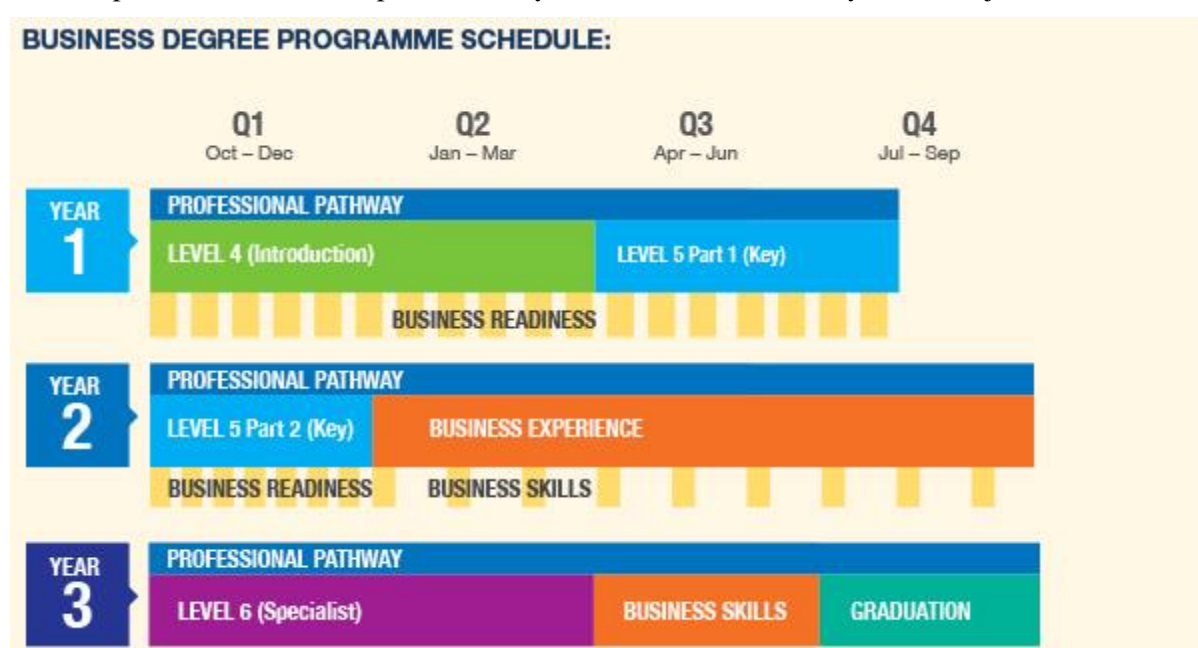 BUSINESS DEGREE PROGRAMME SCHEDULE:
Q1 Q2 Q3 Q4
Oct – Dec Jan – Mar Apr – Jun Jul – Sep
YEAR 1
PROFESSIONAL PATHWAY
LEVEL 4 (Introduction) LEVEL 5 Part 1 (Key)
BUSINESS READINESS
YEAR 2
PROFESSIONAL PATHWAY
LEVEL 5 Part 2 (Key) BUSINESS EXPERIENCE
BUSINESS READINESS BUSINESS SKILLS
YEAR 3
PROFESSIONAL PATHWAY
LEVEL 6 (Specialist) BUSINESS SKILLS GRADUATION